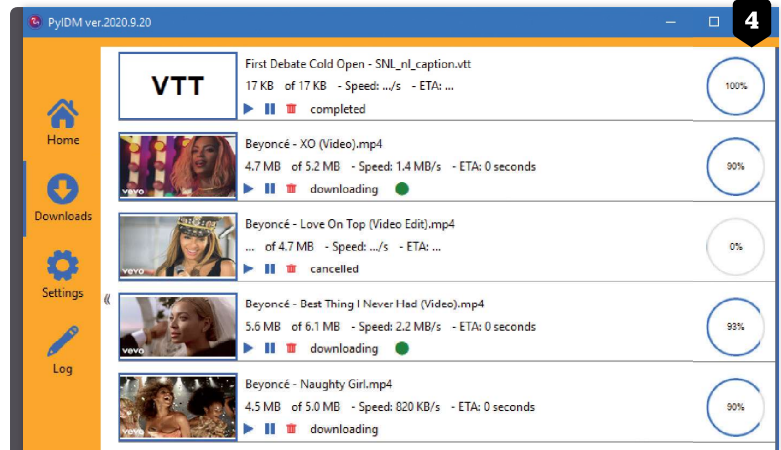 PyIDM ver.2020.9.20
4
Home
Downloads
Settings
Log
«
VTT
First Debate Cold Open - SNL_nl_caption.vtt
17 KB of 17 KB - Speed: .../s - ETA: ...
completed
100%
vevo
Beyoncé - XO (Video).mp4
4.7 MB of 5.2 MB - Speed: 1.4 MB/s - ETA: 0 seconds
downloading
90%
vevo
Beyoncé - Love On Top (Video Edit).mp4
... of 4.7 MB - Speed: .../s - ETA: ...
cancelled
0%
vevo
Beyoncé - Best Thing I Never Had (Video).mp4
5.6 MB of 6.1 MB - Speed: 2.2 MB/s - ETA: 0 seconds
downloading
93%
vevo
Beyoncé - Naughty Girl.mp4
4.5 MB of 5.0 MB - Speed: 820 KB/s - ETA: 0 seconds
downloading
90%